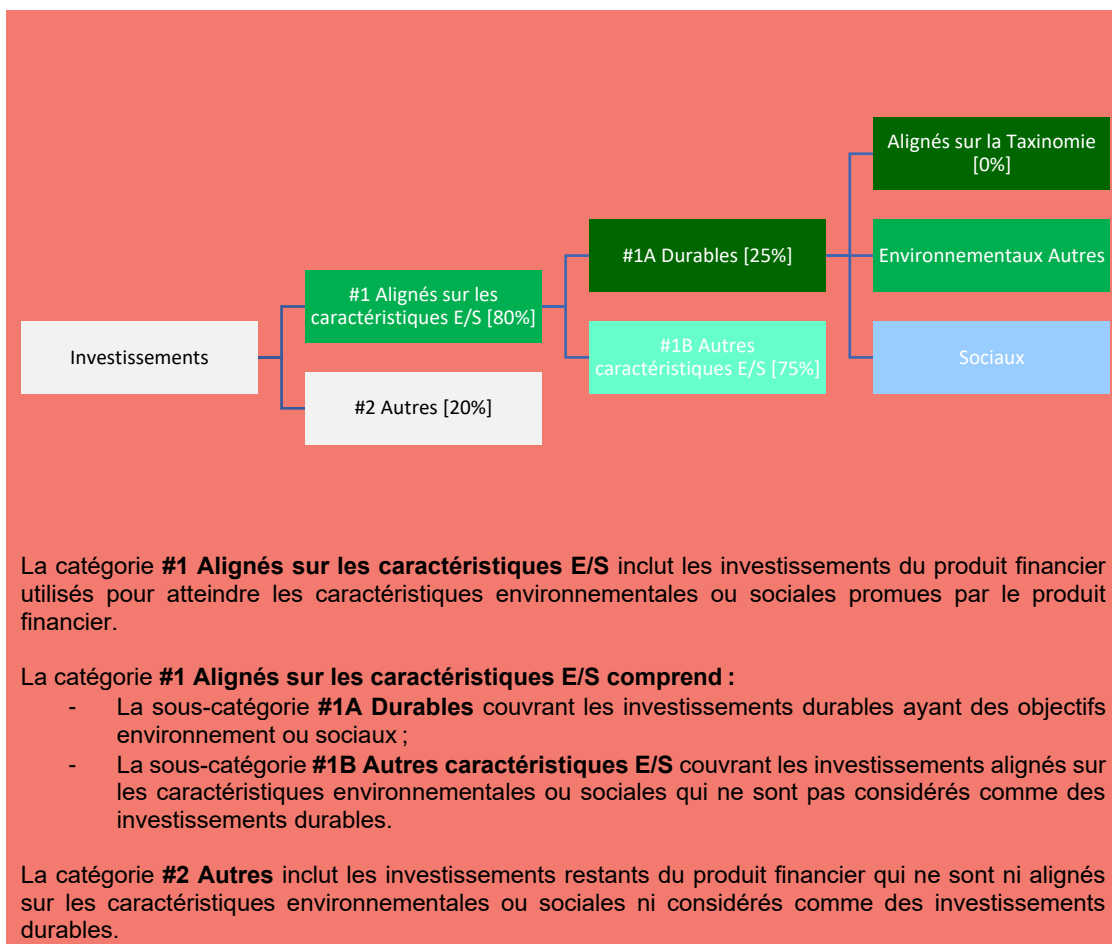 Alignés sur la Taxinomie
[0%]
#1A Durables [25%]
Environnementaux Autres
#1 Alignés sur les
caractéristiques E/S [80%]
Investissements
#1B Autres
caractéristiques E/S [75%]
Sociaux
#2 Autres [20%]
La catégorie #1 Alignés sur les caractéristiques E/S inclut les investissements du produit financier
utilisés pour atteindre les caractéristiques environnementales ou sociales promues par le produit
financier.
La catégorie #1 Alignés sur les caractéristiques E/S comprend :
- La sous-catégorie #1A Durables couvrant les investissements durables ayant des objectifs
environnement ou sociaux ;
- La sous-catégorie #1B Autres caractéristiques E/S couvrant les investissements alignés sur
les caractéristiques environnementales ou sociales qui ne sont pas considérés comme des
investissements durables.
La catégorie #2 Autres inclut les investissements restants du produit financier qui ne sont ni alignés
sur les caractéristiques environnementales ou sociales ni considérés comme des investissements
durables.